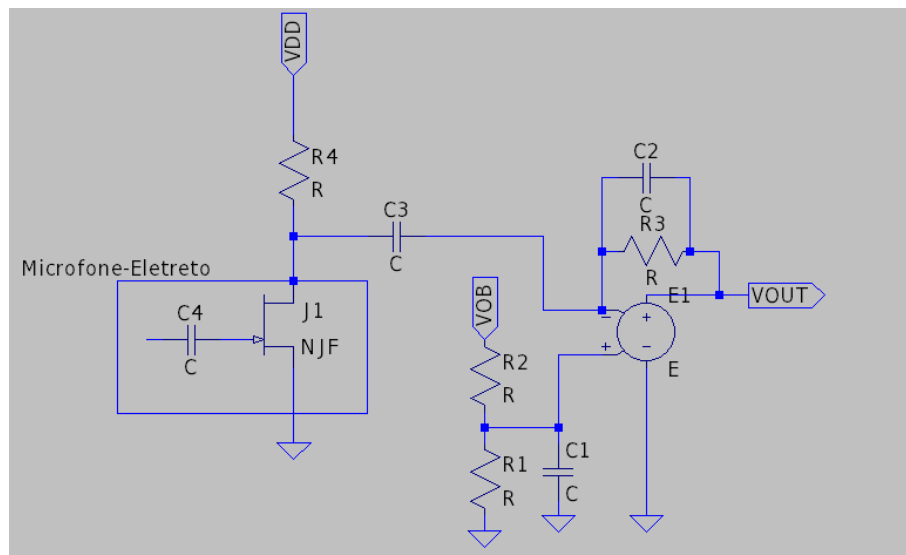 VDD
R4
R
C3
C
C2
C
R3
R
Microfone-Eletreto
C4
C
J1
NJF
VOB
R2
R
R1
R
C1
C
E1
E
-
+
+
-
VOUT